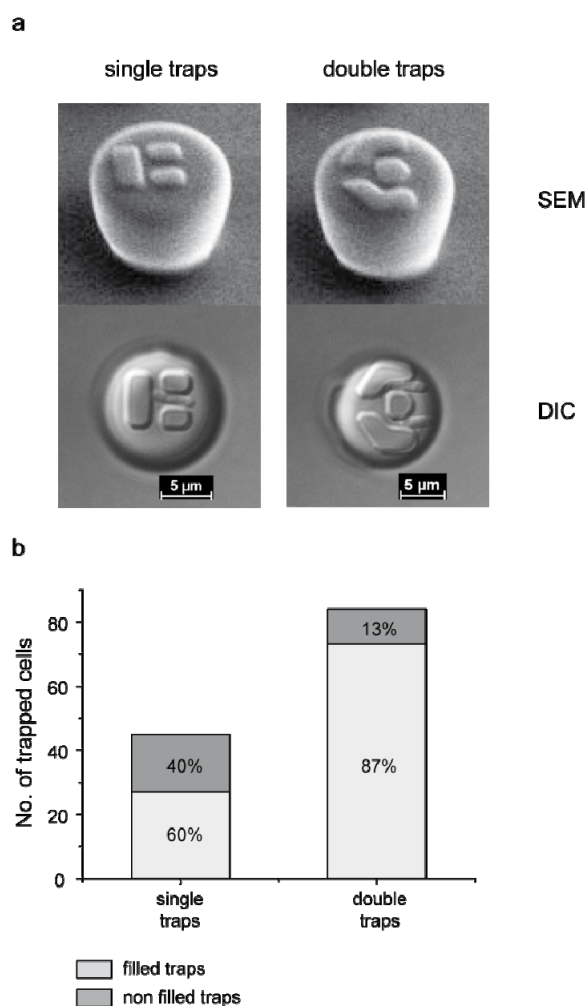 a
single traps double traps
SEM
DIC
5 µm 5 µm
b
No. of trapped cells
80
60
40
20
0
13%
40%
87%
60%
single
traps
double
traps
filled traps
non filled traps